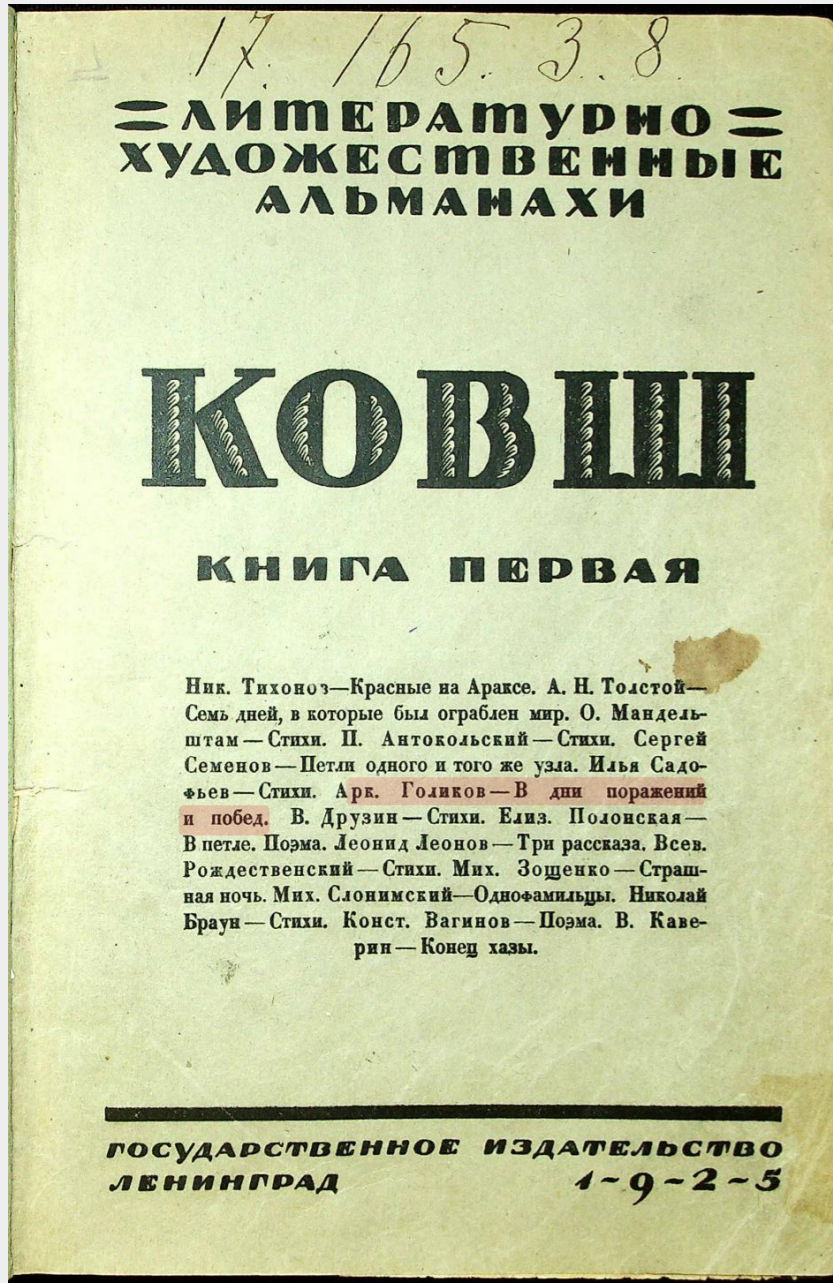 17. 165. 3. 8
ЛИТЕРАТУРНО
ХУДОЖЕСТВЕННЫЕ
АЛЬМАНАХИ
КОВШ
КНИГА ПЕРВАЯ
Ник. Тихонов—Красные на Араксе. А. Н. Толстой—
Семь дней, в которые был ограблен мир. О. Мандель-
штам—Стихи. П. Антокольский—Стихи. Сергей
Семенов—Петли одного и того же узла. Илья Садо-
фьев—Стихи. Арк. Голиков—В дни поражений
и побед. В. Друзин—Стихи. Елиз. Полонская—
В петле. Поэма. Леонид Леонов—Три рассказа. Всев.
Рождественский—Стихи. Мих. Зощенко—Страш-
ная ночь. Мих. Слонимский—Однофамильцы. Николай
Браун—Стихи. Конст. Вагинов—Поэма. В. Каве-
рин—Конец хазы.
ГОСУДАРСТВЕННОЕ ИЗДАТЕЛЬСТВО
ЛЕНИНГРАД 1~9~2~5